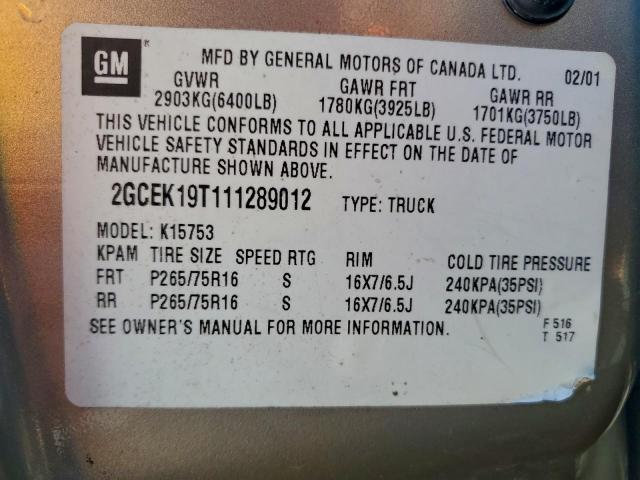 GM
MFD BY GENERAL MOTORS OF CANADA LTD. 02/01
GVWR GAWR FRT GAWR RR
2903KG(6400LB) 1780KG(3925LB) 1701KG(3750LB)
THIS VEHICLE CONFORMS TO ALL APPLICABLE U.S. FEDERAL MOTOR
VEHICLE SAFETY STANDARDS IN EFFECT ON THE DATE OF
MANUFACTURE SHOWN ABOVE.
2GCEK19T111289012 TYPE: TRUCK
MODEL: K15753
KPAM TIRE SIZE SPEED RTG RIM COLD TIRE PRESSURE
FRT P265/75R16 S 16X7/6.5J 240KPA(35PSI)
RR P265/75R16 S 16X7/6.5J 240KPA(35PSI)
SEE OWNER'S MANUAL FOR MORE INFORMATION. F 516
T 517